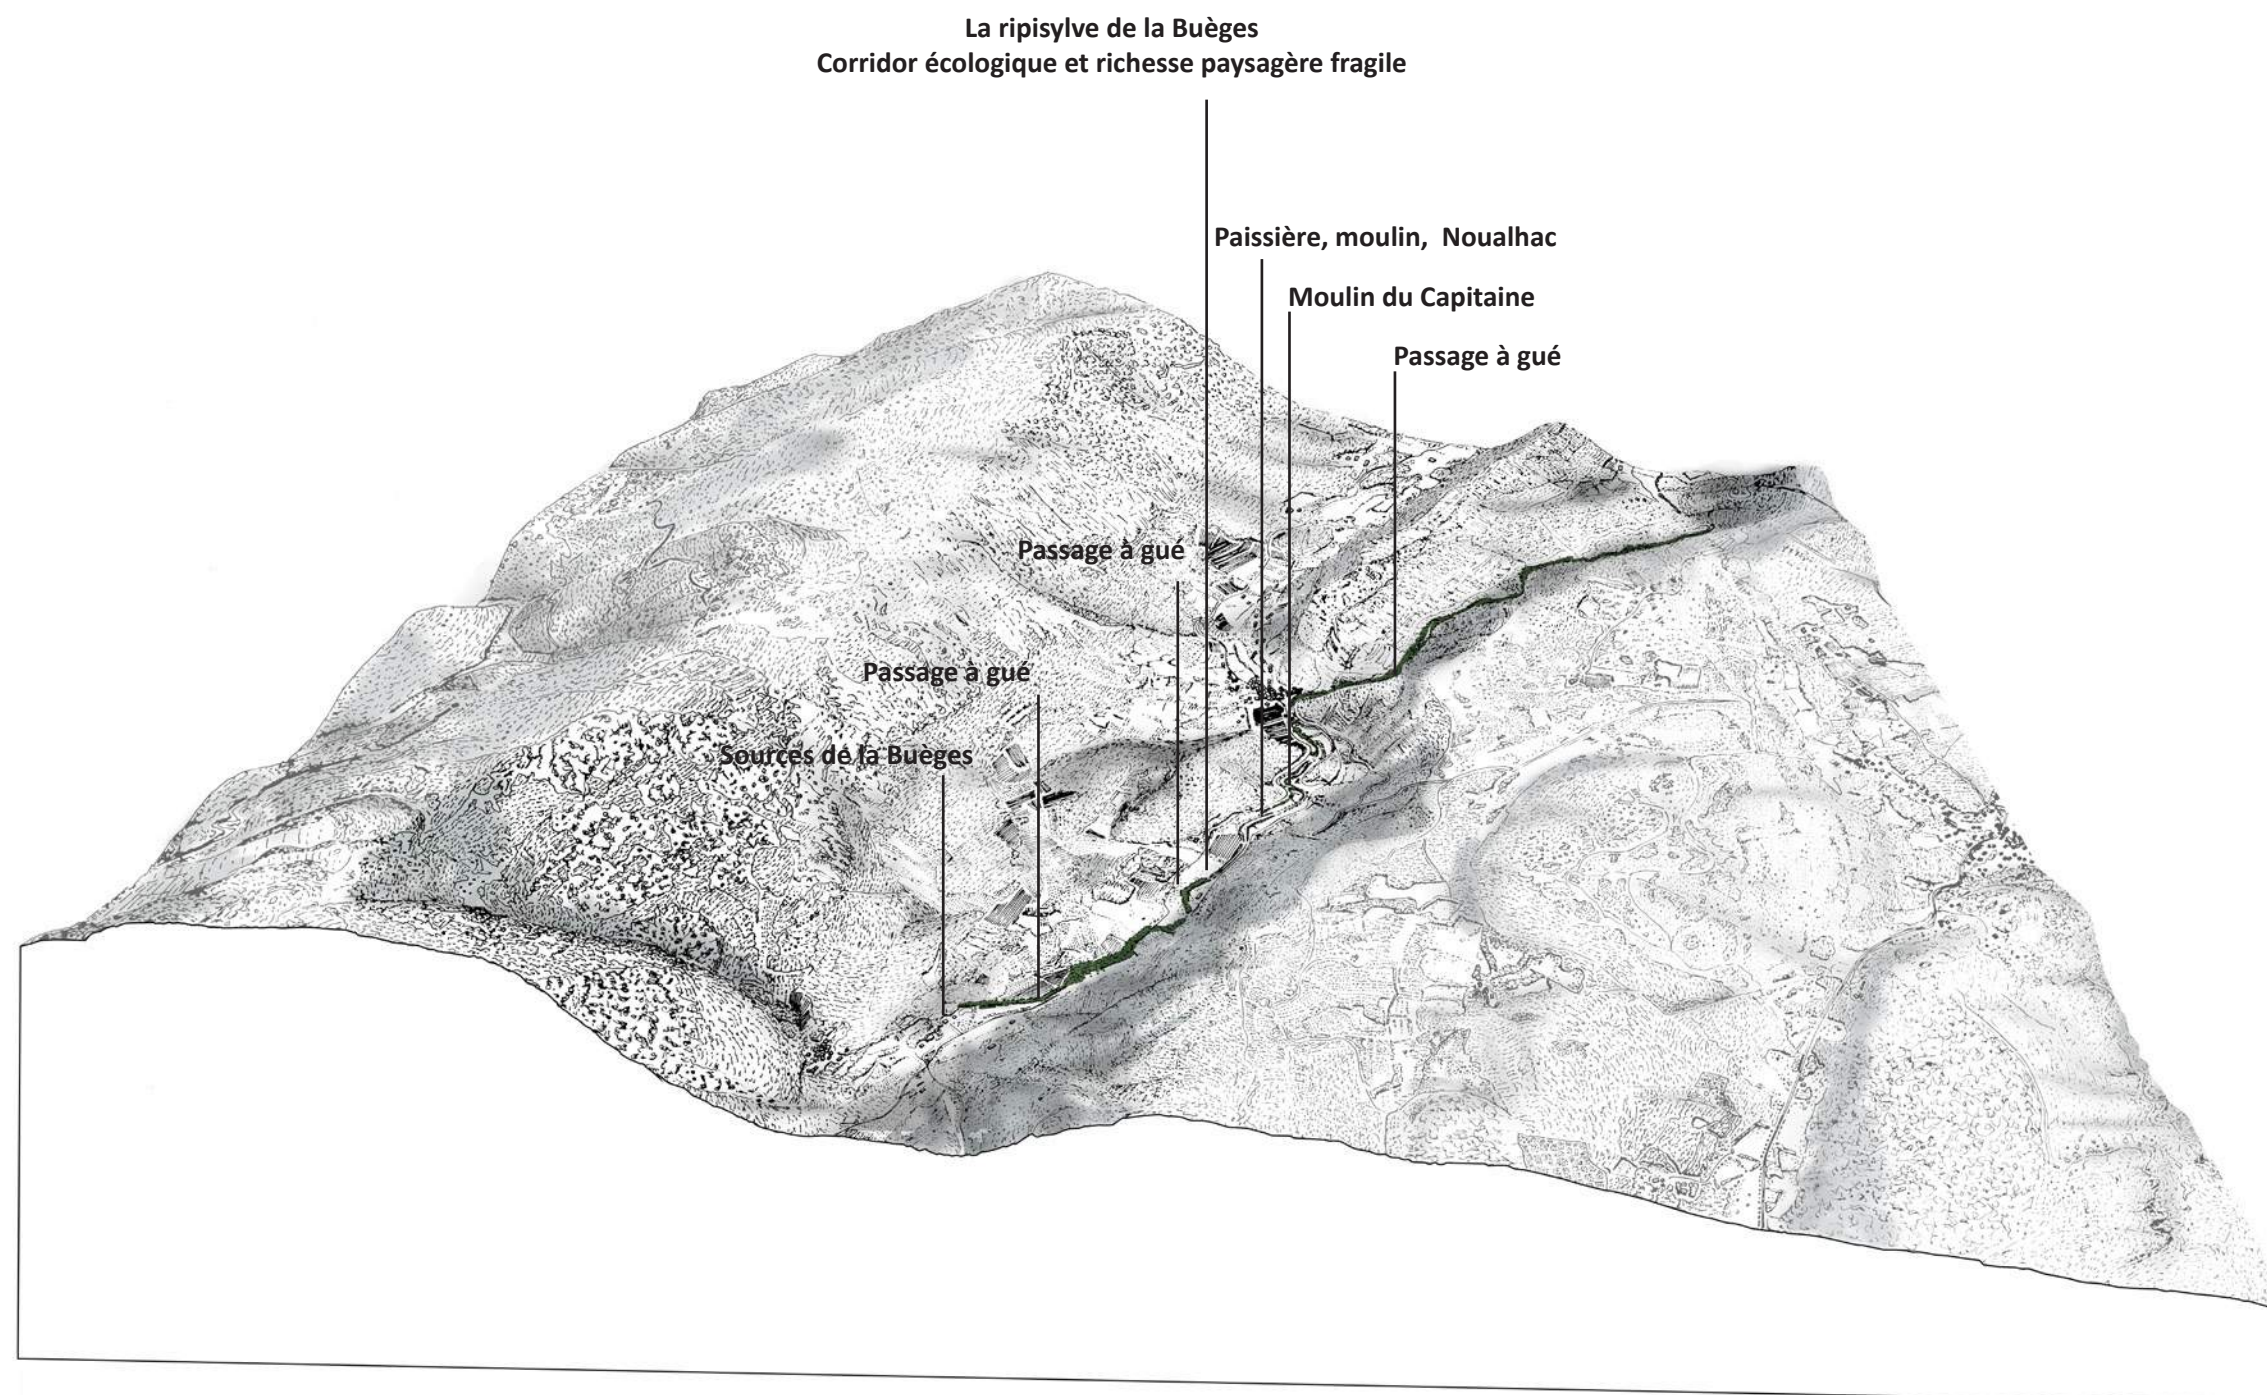 La ripisylve de la Buèges
Corridor écologique et richesse paysagère fragile
Paissière, moulin, Noualhac
Moulin du Capitaine
Passage à gué
Passage à gué
Passage à gué
Sources de la Buèges